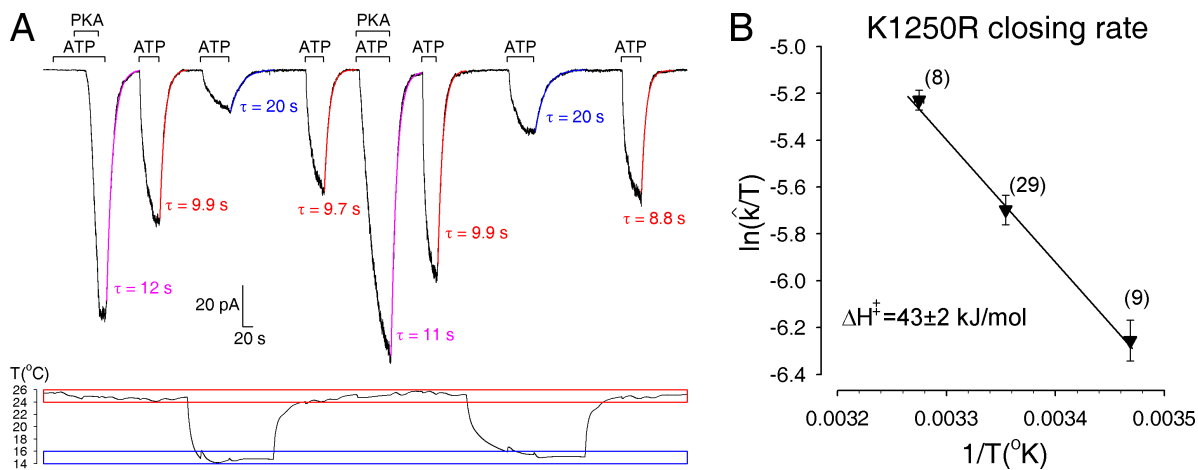 A
PKA PKA
ATP ATP ATP ATP ATP ATP ATP ATP
τ = 20 s
τ = 20 s
τ = 9.9 s
τ = 9.7 s
τ = 8.8 s
τ = 9.9 s
τ = 12 s
20 pA
20 s
τ = 11 s
T(°C)
26
24
22
20
18
16
14
B
K1250R closing rate
-5.0
-5.2
-5.4
-5.6
-5.8
-6.0
-6.2
-6.4
ln(k̂/T)
(8)
(29)
(9)
ΔH‡=43±2 kJ/mol
0.0032 0.0033 0.0034 0.0035
1/T(°K)